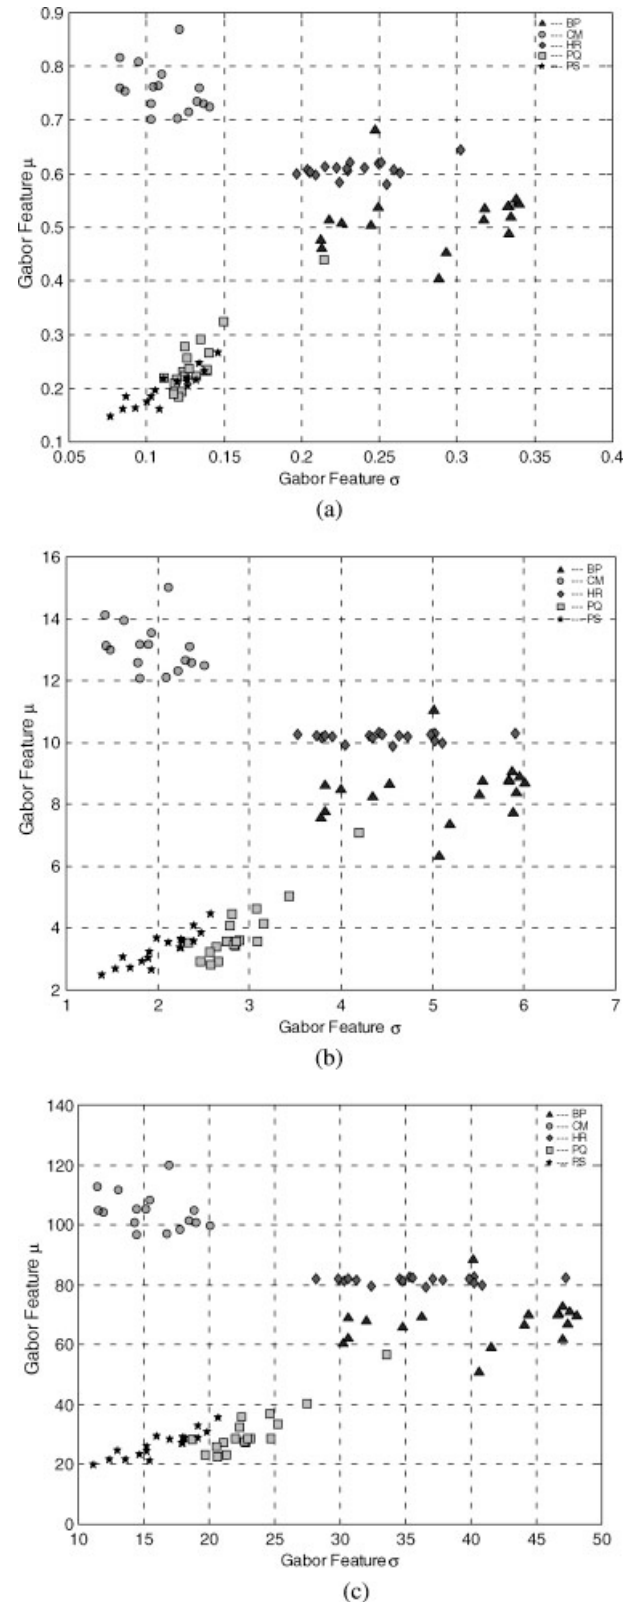 0.9
0.8
0.7
0.6
0.5
0.4
0.3
0.2
0.1
Gabor Feature μ
--- BP
--- CM
--- HR
--- PQ
--- PS
0.05 0.1 0.15 0.2 0.25 0.3 0.35 0.4
Gabor Feature σ
(a)
16
14
12
10
8
6
4
2
Gabor Feature μ
--- BP
--- CM
--- HR
--- PQ
--- PS
1 2 3 4 5 6 7
Gabor Feature σ
(b)
140
120
100
80
60
40
20
0
Gabor Feature μ
---- BP
---- CM
---- HR
---- PQ
---- PS
10 15 20 25 30 35 40 45 50
Gabor Feature σ
(c)